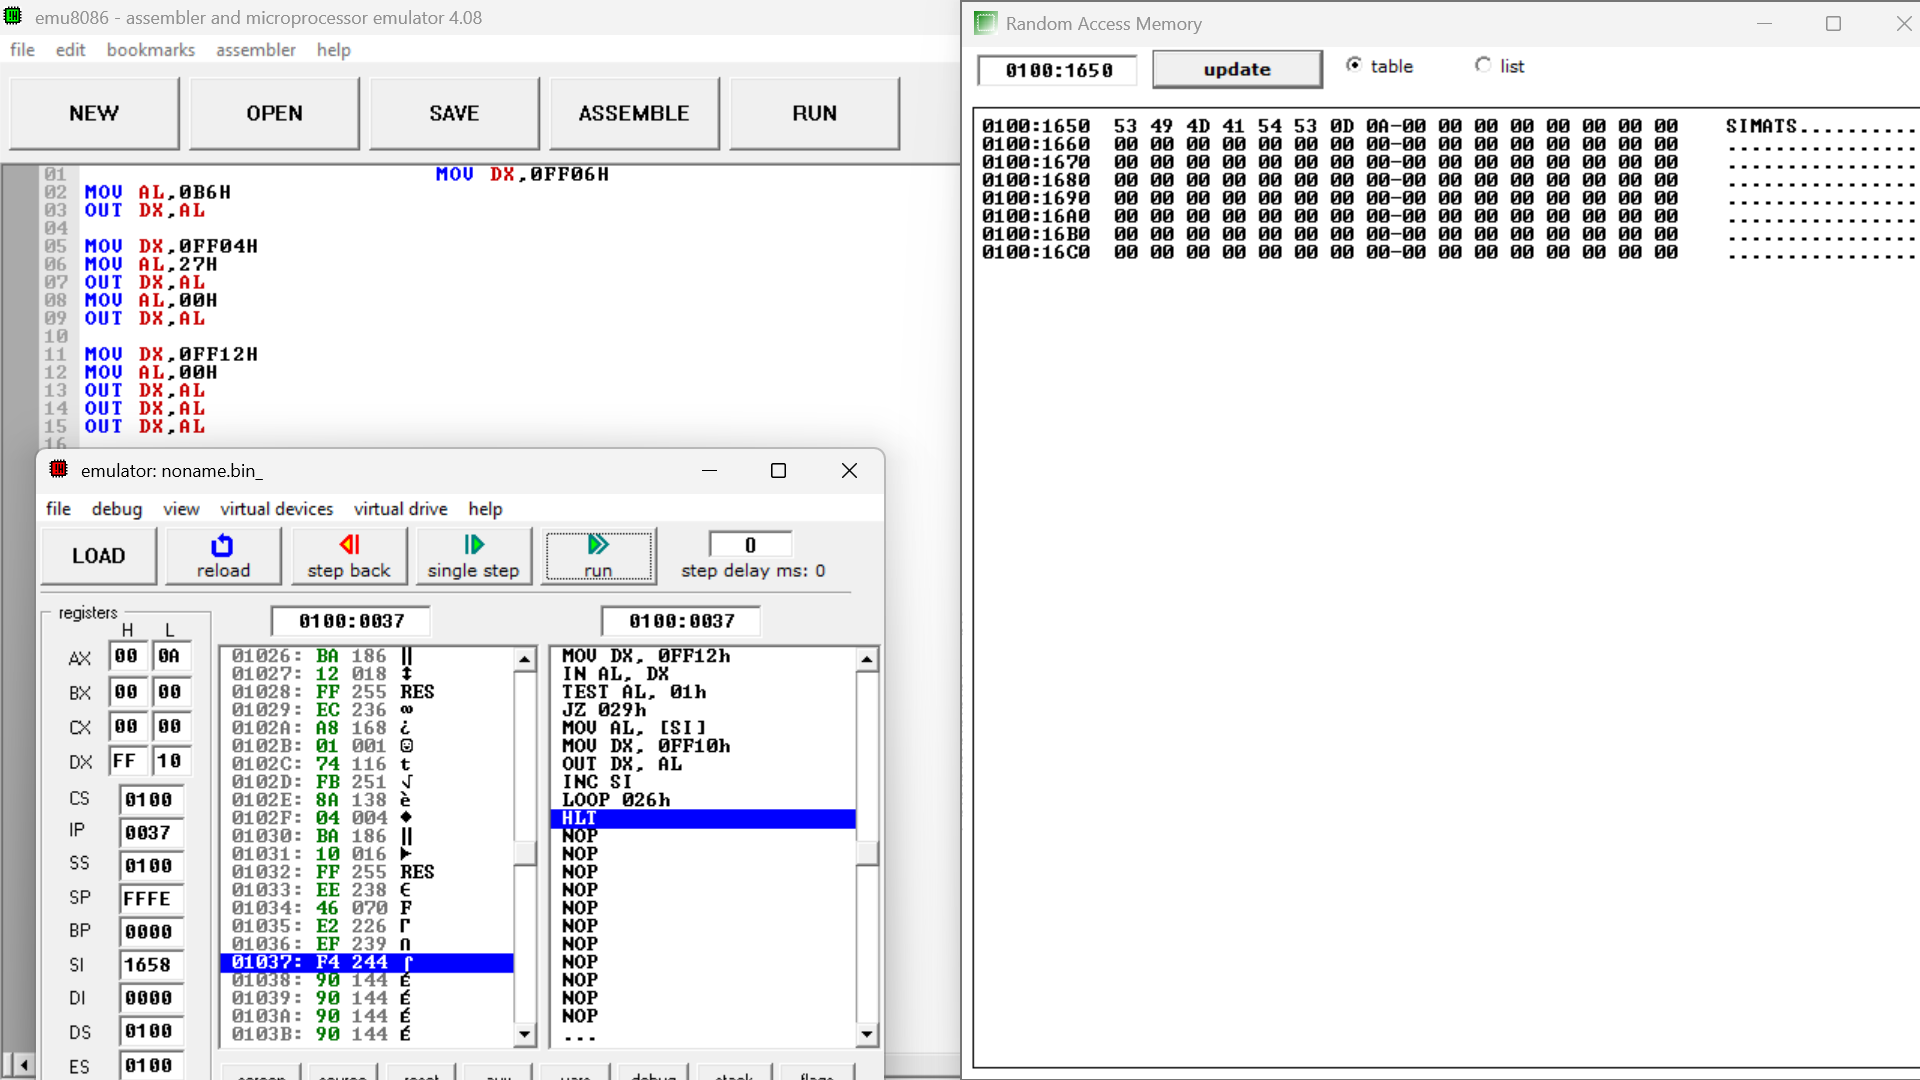 emu8086 - assembler and microprocessor emulator 4.08
file edit bookmarks assembler help
NEW OPEN SAVE ASSEMBLE RUN
01 MOV DX,0FF06H
02 MOV AL,0B6H
03 OUT DX,AL
04
05 MOV DX,0FF04H
06 MOV AL,27H
07 OUT DX,AL
08 MOV AL,00H
09 OUT DX,AL
10
11 MOV DX,0FF12H
12 MOV AL,00H
13 OUT DX,AL
14 OUT DX,AL
15 OUT DX,AL
16
emulator: noname.bin_
file debug view virtual devices virtual drive help
LOAD reload step back single step run 0
step delay ms: 0
registers
H L
AX 00 0A
BX 00 00
CX 00 00
DX FF 10
CS 0100
IP 0037
SS 0100
SP FFFE
BP 0000
SI 1658
DI 0000
DS 0100
ES 0100
0100:0037
01026: BA 186 ‖
01027: 12 018 ↕
01028: FF 255 RES
01029: EC 236 ∞
0102A: A8 168 ¿
0102B: 01 001 ☺
0102C: 74 116 t
0102D: FB 251 √
0102E: 8A 138 è
0102F: 04 004 ♦
01030: BA 186 ‖
01031: 10 016 ►
01032: FF 255 RES
01033: EE 238 ∈
01034: 46 070 F
01035: E2 226 Γ
01036: EF 239 ∩
01037: F4 244 ⌠
01038: 90 144 É
01039: 90 144 É
0103A: 90 144 É
0103B: 90 144 É
0100:0037
MOV DX, 0FF12h
IN AL, DX
TEST AL, 01h
JZ 029h
MOV AL, [SI]
MOV DX, 0FF10h
OUT DX, AL
INC SI
LOOP 026h
HLT
NOP
NOP
NOP
NOP
NOP
NOP
NOP
NOP
NOP
NOP
NOP
...
screen source reset aux vars debug stack flags
Random Access Memory
0100:1650 update table list
0100:1650 53 49 4D 41 54 53 0D 0A-00 00 00 00 00 00 00 00 SIMATS..........
0100:1660 00 00 00 00 00 00 00 00-00 00 00 00 00 00 00 00 ................
0100:1670 00 00 00 00 00 00 00 00-00 00 00 00 00 00 00 00 ................
0100:1680 00 00 00 00 00 00 00 00-00 00 00 00 00 00 00 00 ................
0100:1690 00 00 00 00 00 00 00 00-00 00 00 00 00 00 00 00 ................
0100:16A0 00 00 00 00 00 00 00 00-00 00 00 00 00 00 00 00 ................
0100:16B0 00 00 00 00 00 00 00 00-00 00 00 00 00 00 00 00 ................
0100:16C0 00 00 00 00 00 00 00 00-00 00 00 00 00 00 00 00 ................